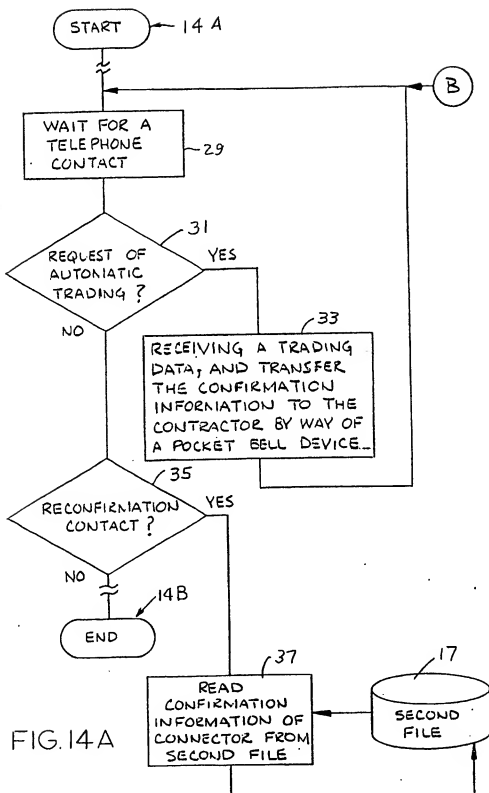 START
14A
B
WAIT FOR A
TELEPHONE
CONTACT
29
31
REQUEST OF
AUTOMATIC
TRADING?
YES
NO
33
RECEIVING A TRADING
DATA, AND TRANSFER
THE CONFIRMATION
INFORMATION TO THE
CONTRACTOR BY WAY OF
A POCKET BELL DEVICE
35
RECONFIRMATION
CONTACT?
YES
NO
14B
END
37
READ
CONFIRMATION
INFORMATION OF
CONNECTOR FROM
SECOND FILE
17
SECOND
FILE
FIG.14A